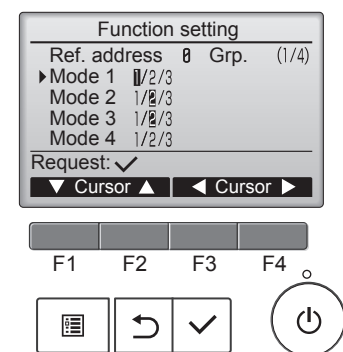 Function setting
Ref. address 0 Grp. (1/4)
Mode 1 1/2/3
Mode 2 1/2/3
Mode 3 1/2/3
Mode 4 1/2/3
Request: ✓
▼ Cursor ▲ ◀ Cursor ▶
F1 F2 F3 F4